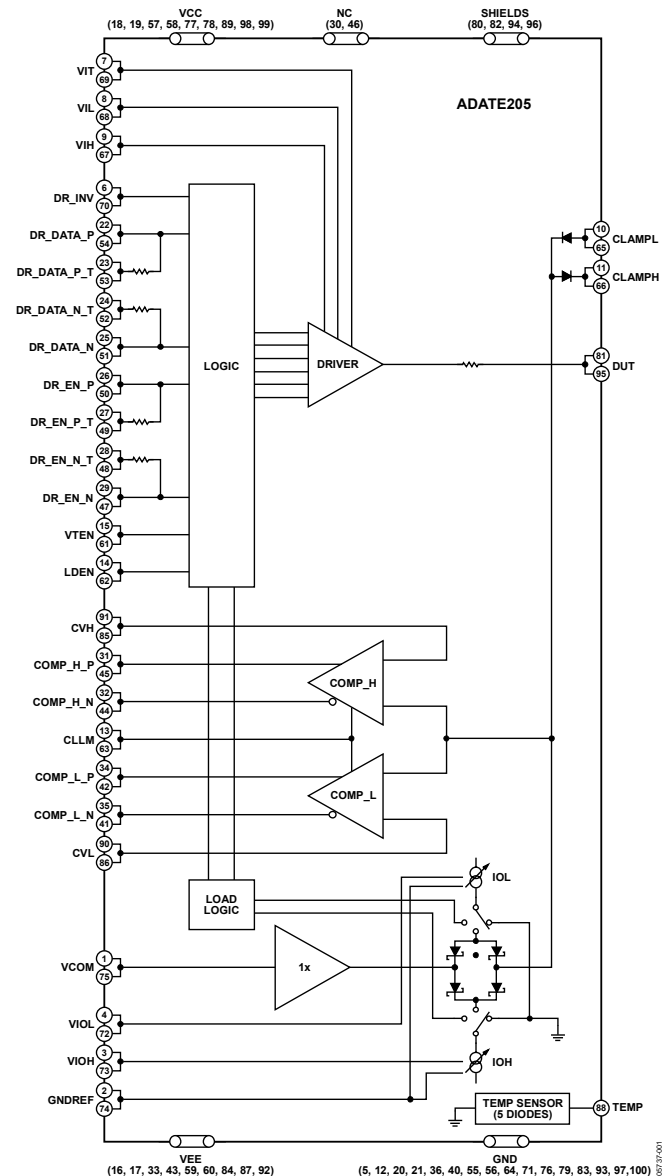 VCC
(18, 19, 57, 58, 77, 78, 89, 98, 99)
NC
(30, 46)
SHIELDS
(80, 82, 94, 96)
ADATE205
VIT
7
69
VIL
8
68
VIH
9
67
DR_INV
6
70
DR_DATA_P
22
54
DR_DATA_P_T
23
53
DR_DATA_N_T
24
52
DR_DATA_N
25
51
DR_EN_P
26
50
DR_EN_P_T
27
49
DR_EN_N_T
28
48
DR_EN_N
29
47
VTEN
15
61
LDEN
14
62
LOGIC
DRIVER
10
65
CLAMPL
11
66
CLAMPH
81
95
DUT
CVH
91
85
COMP_H_P
31
45
COMP_H_N
32
44
CLLM
13
63
COMP_L_P
34
42
COMP_L_N
35
41
CVL
90
86
COMP_H
COMP_L
LOAD
LOGIC
IOL
VCOM
1
75
1x
VIOL
4
72
VIOH
3
73
IOH
GNDREF
2
74
TEMP SENSOR
(5 DIODES)
88
TEMP
VEE
(16, 17, 33, 43, 59, 60, 84, 87, 92)
GND
(5, 12, 20, 21, 36, 40, 55, 56, 64, 71, 76, 79, 83, 93, 97,100)
05137-001